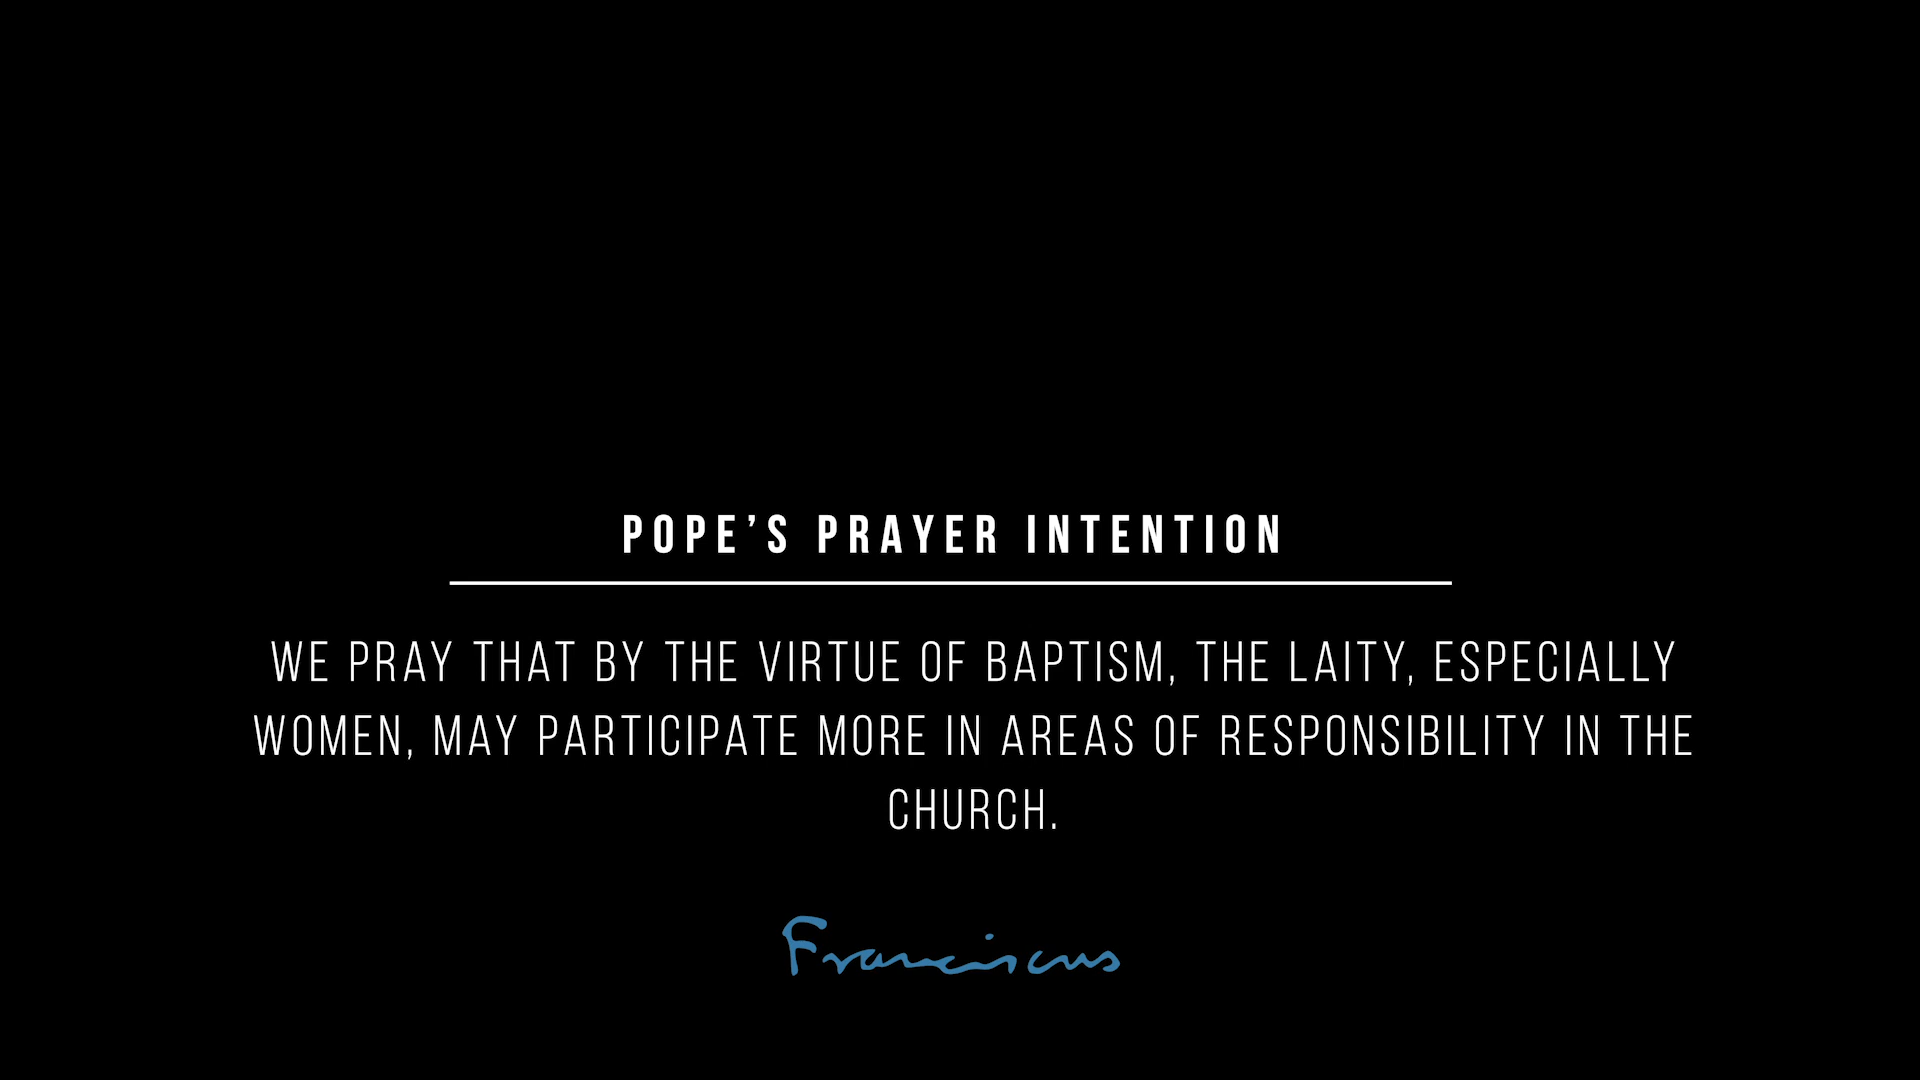 POPE’S PRAYER INTENTION
WE PRAY THAT BY THE VIRTUE OF BAPTISM, THE LAITY, ESPECIALLY
WOMEN, MAY PARTICIPATE MORE IN AREAS OF RESPONSIBILITY IN THE
CHURCH.
Franciscus